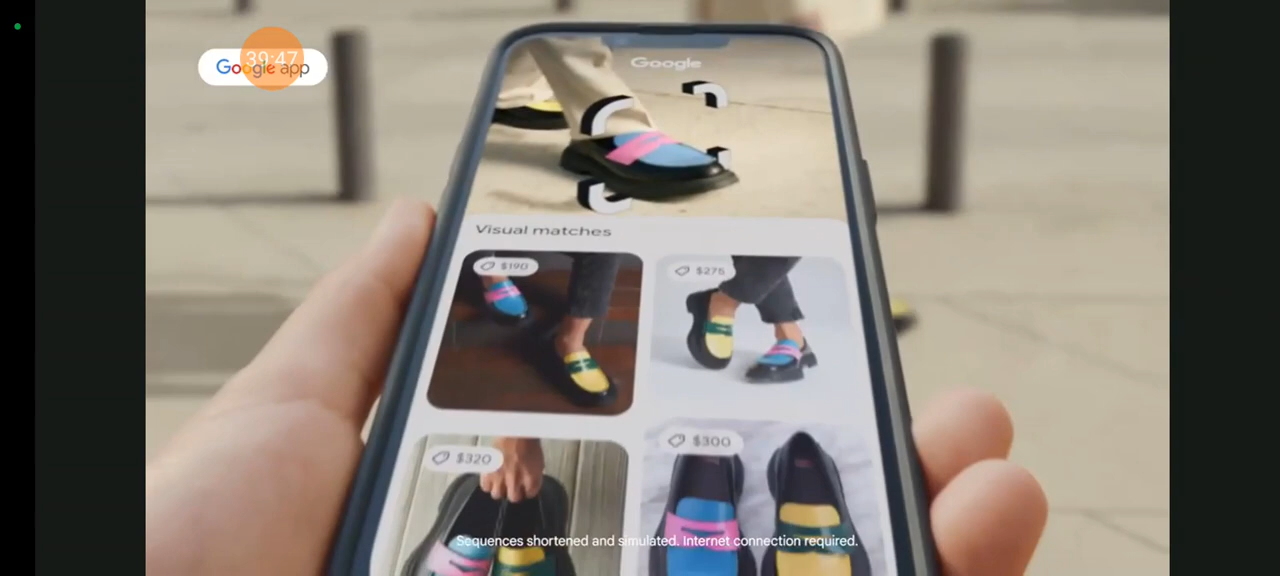 39:47
Google app
Google
Visual matches
$190
$275
$320
$300
Sequences shortened and simulated. Internet connection required.